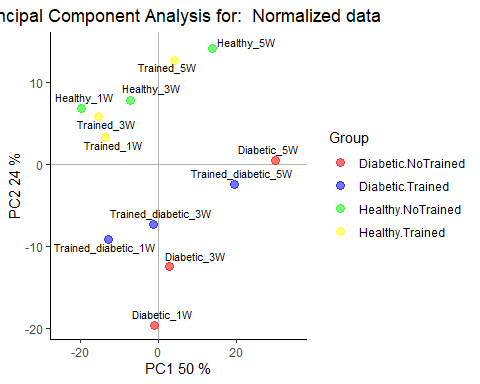 ncipal Component Analysis for: Normalized data
Healthy_5W
Trained_5W
Healthy_3W
Healthy_1W
Trained_3W
Trained_1W
Diabetic_5W
Trained_diabetic_5W
Trained_diabetic_3W
Trained_diabetic_1W
Diabetic_3W
Diabetic_1W
10
0
-10
-20
PC2 24 %
-20
0
20
PC1 50 %
Group
Diabetic.NoTrained
Diabetic.Trained
Healthy.NoTrained
Healthy.Trained